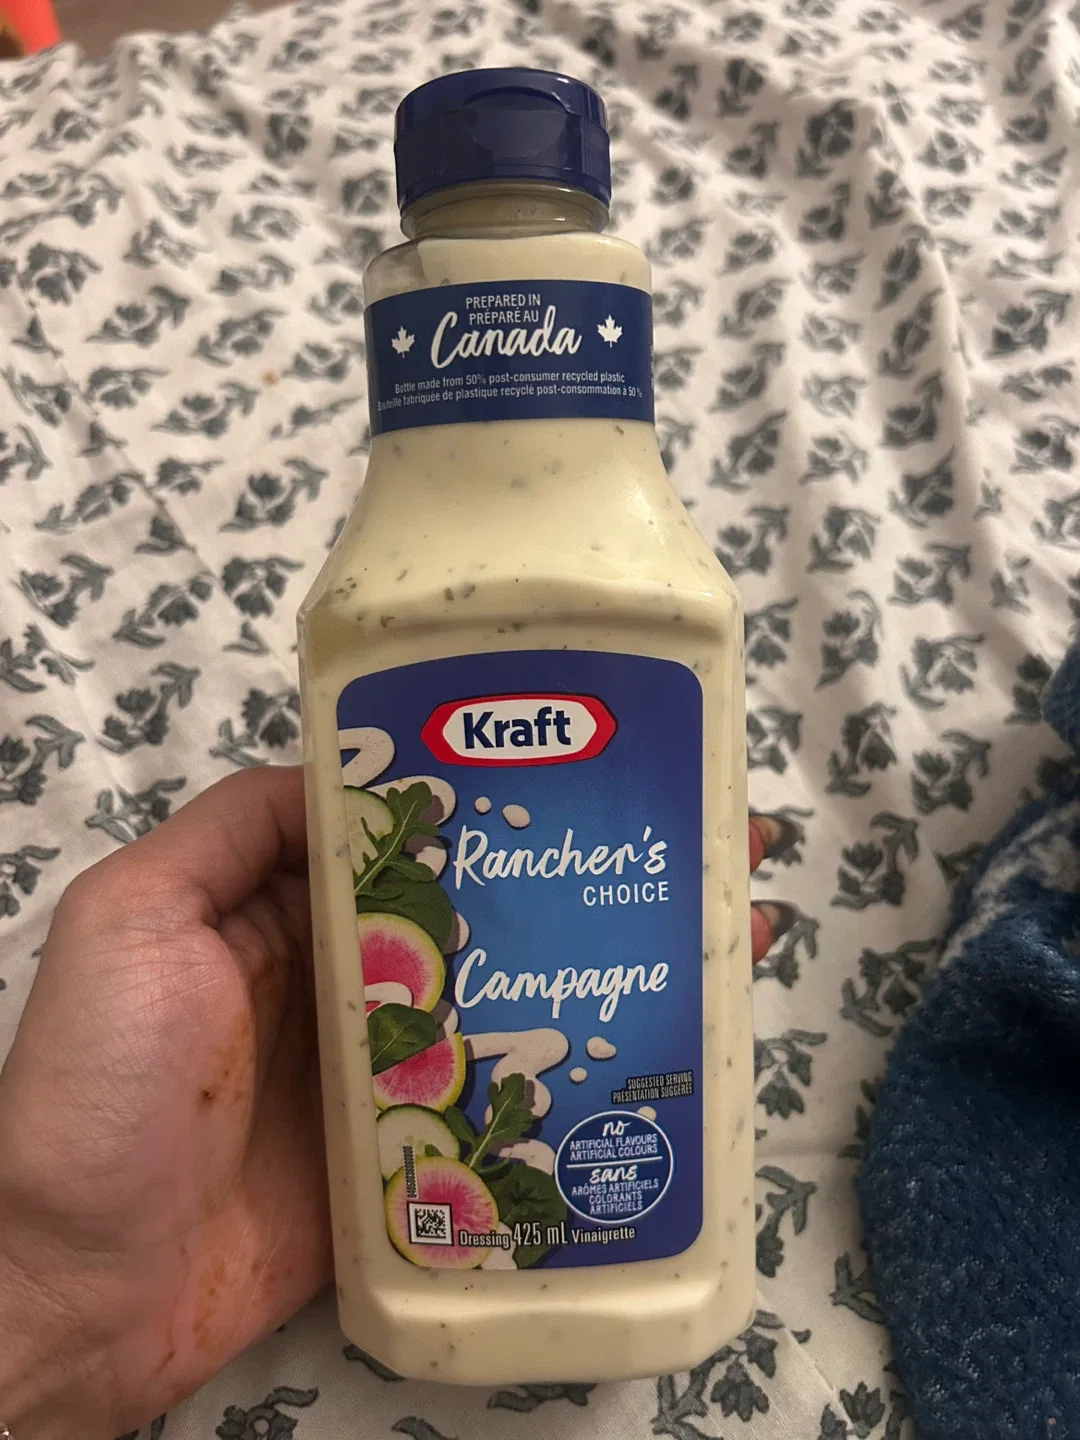 PREPARED IN
PRÉPARÉ AU
Canada
Bottle made from 50% post-consumer recycled plastic
Bouteille fabriquée de plastique recyclé post-consommation à 50 %
Kraft
Rancher's
CHOICE
Campagne
SUGGESTED SERVING
PRÉSENTATION SUGGÉRÉE
no
ARTIFICIAL FLAVOURS
ARTIFICIAL COLOURS
sans
ARÔMES ARTIFICIELS
COLORANTS
ARTIFICIELS
Dressing 425 mL Vinaigrette